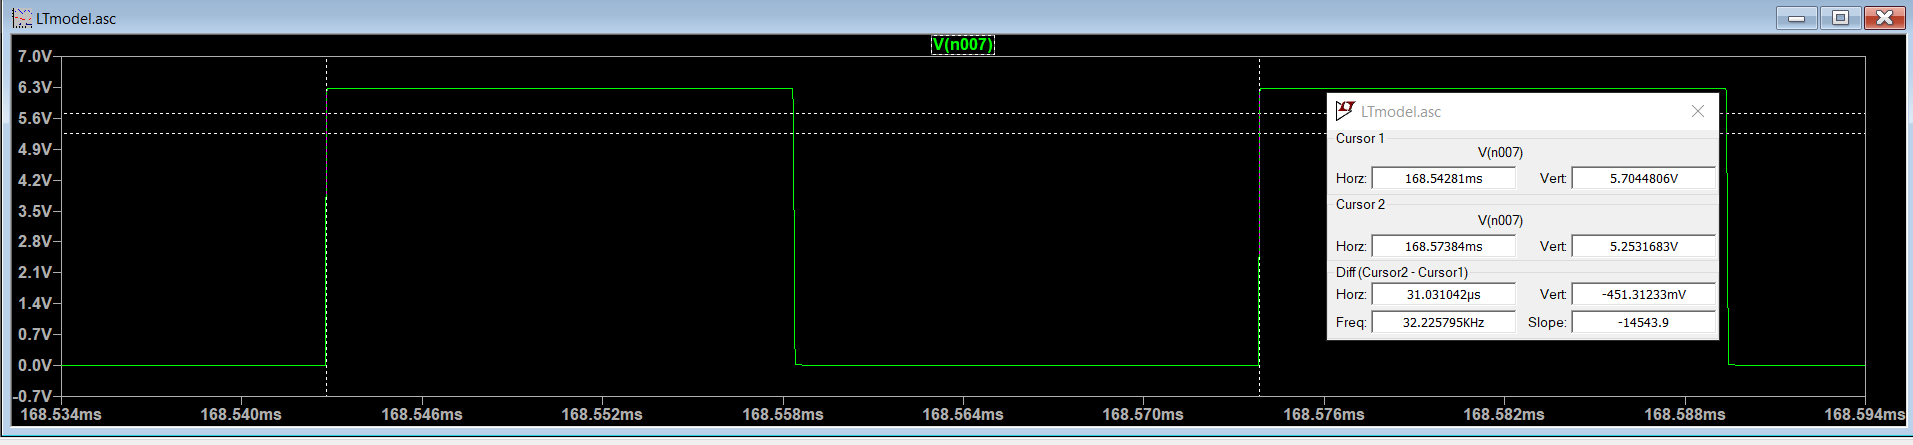 LTmodel.asc
V(n007)
7.0V
6.3V
5.6V
4.9V
4.2V
3.5V
2.8V
2.1V
1.4V
0.7V
0.0V
-0.7V
168.534ms 168.540ms 168.546ms 168.552ms 168.558ms 168.564ms 168.570ms 168.576ms 168.582ms 168.588ms 168.594ms
LTmodel.asc
Cursor 1
V(n007)
Horz: 168.54281ms Vert: 5.7044806V
Cursor 2
V(n007)
Horz: 168.57384ms Vert: 5.2531683V
Diff (Cursor2 - Cursor1)
Horz: 31.031042µs Vert: -451.31233mV
Freq: 32.225795KHz Slope: -14543.9